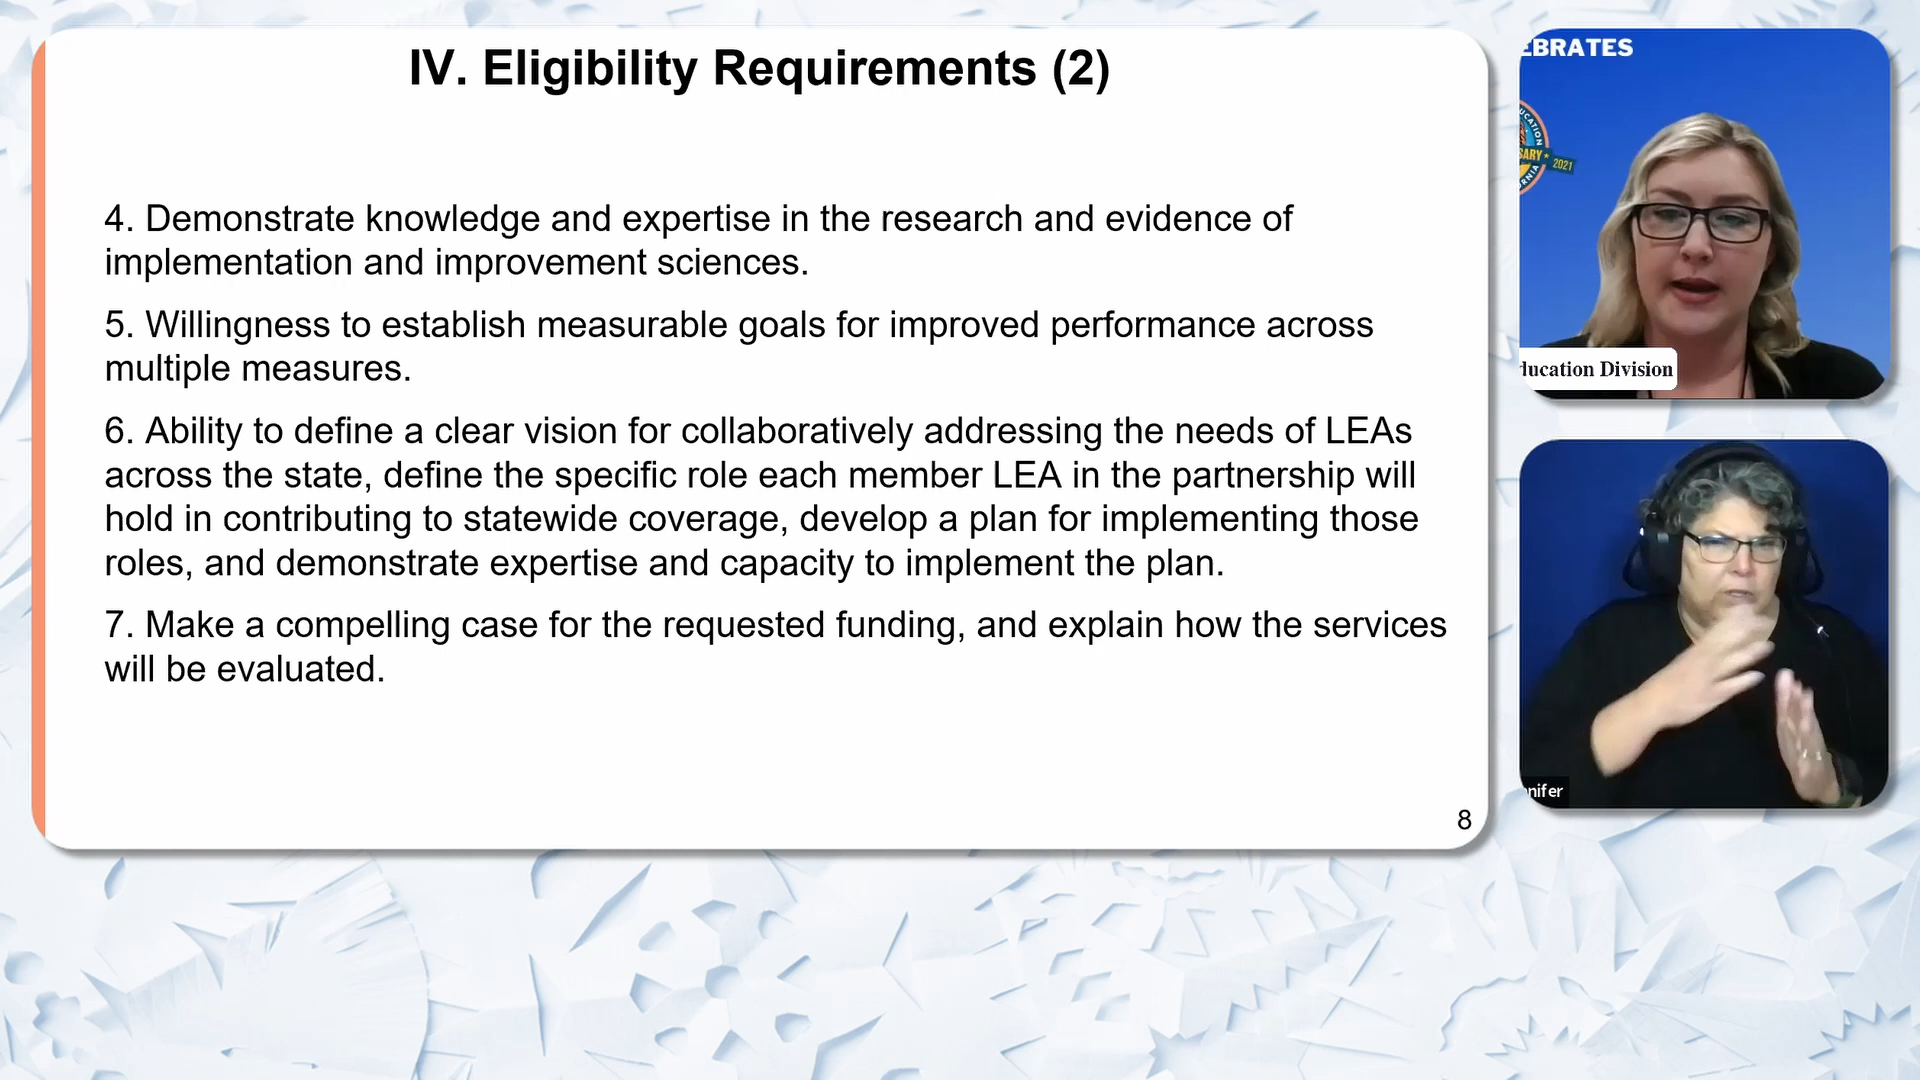 IV. Eligibility Requirements (2)
4. Demonstrate knowledge and expertise in the research and evidence of
implementation and improvement sciences.
5. Willingness to establish measurable goals for improved performance across
multiple measures.
6. Ability to define a clear vision for collaboratively addressing the needs of LEAs
across the state, define the specific role each member LEA in the partnership will
hold in contributing to statewide coverage, develop a plan for implementing those
roles, and demonstrate expertise and capacity to implement the plan.
7. Make a compelling case for the requested funding, and explain how the services
will be evaluated.
8
EBRATES
UCATION
SARY
2021
RNIA
ducation Division
nifer